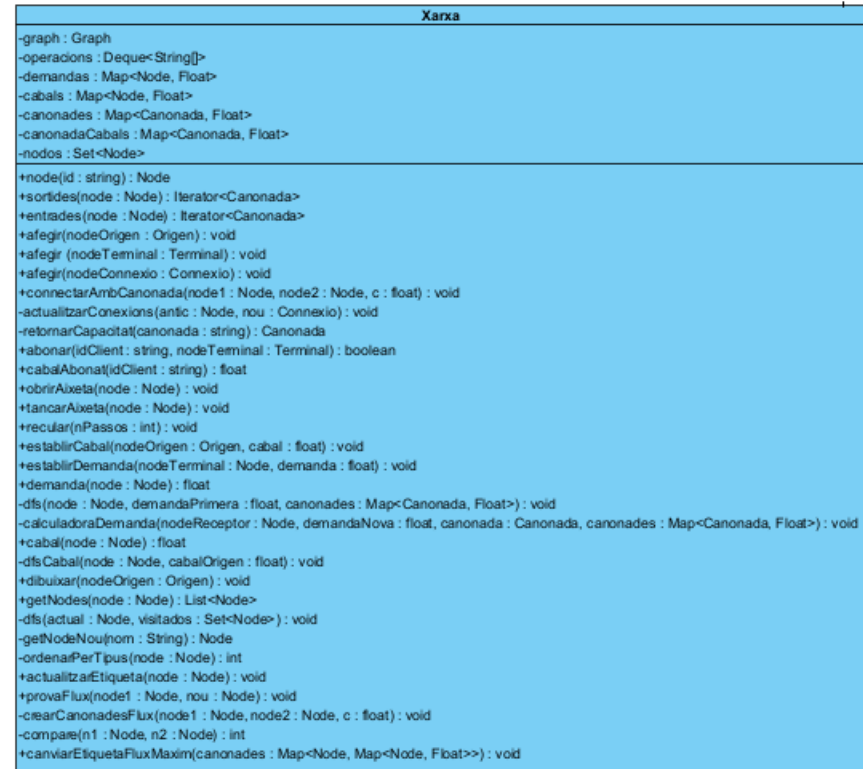 Xarxa
-graph : Graph
-operacions : Deque<String[]>
-demandas : Map<Node, Float>
-cabals : Map<Node, Float>
-canonades : Map<Canonada, Float>
-canonadaCabals : Map<Canonada, Float>
-nodos : Set<Node>
+node(id : string) : Node
+sortides(node : Node) : Iterator<Canonada>
+entrades(node : Node) : Iterator<Canonada>
+afegir(nodeOrigen : Origen) : void
+afegir (nodeTerminal : Terminal) : void
+afegir(nodeConnexio : Connexio) : void
+connectarAmbCanonada(node1 : Node, node2 : Node, c : float) : void
-actualitzarConexions(antic : Node, nou : Connexio) : void
-retornarCapacitat(canonada : string) : Canonada
+abonar(idClient : string, nodeTerminal : Terminal) : boolean
+cabalAbonat(idClient : string) : float
+obrirAixeta(node : Node) : void
+tancarAixeta(node : Node) : void
+recular(nPassos : int) : void
+establirCabal(nodeOrigen : Origen, cabal : float) : void
+establirDemanda(nodeTerminal : Node, demanda : float) : void
+demanda(node : Node) : float
-dfs(node : Node, demandaPrimera : float, canonades : Map<Canonada, Float>) : void
-calculadoraDemanda(nodeReceptor : Node, demandaNova : float, canonada : Canonada, canonades : Map<Canonada, Float>) : void
+cabal(node : Node) : float
-dfsCabal(node : Node, cabalOrigen : float) : void
+dibuixar(nodeOrigen : Origen) : void
+getNodes(node : Node) : List<Node>
-dfs(actual : Node, visitados : Set<Node>) : void
-getNodeNou(nom : String) : Node
-ordenarPerTipus(node : Node) : int
+actualitzarEtiqueta(node : Node) : void
+provaFlux(node1 : Node, nou : Node) : void
-crearCanonadesFlux(node1 : Node, node2 : Node, c : float) : void
-compare(n1 : Node, n2 : Node) : int
+canviarEtiquetaFluxMaxim(canonades : Map<Node, Map<Node, Float>>) : void